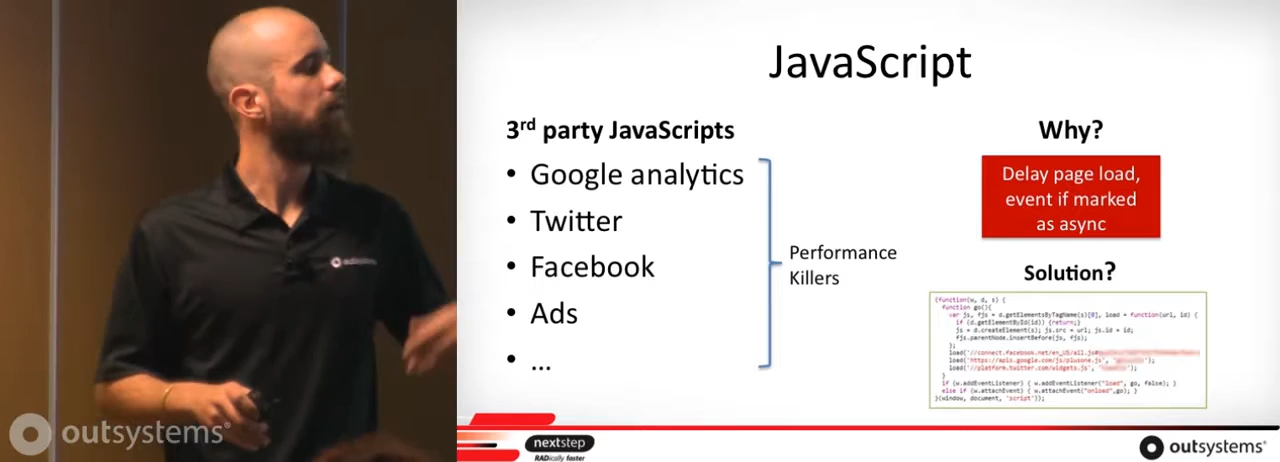 JavaScript
3rd party JavaScripts
• Google analytics
• Twitter
• Facebook
• Ads
• ...
Performance
Killers
Why?
Delay page load,
event if marked
as async
Solution?
(function(w, d, s) {
function go(){
var js, fjs = d.getElementsByTagName(s)[0], load = function(url, id) {
if (d.getElementById(id)) {return;}
js = d.createElement(s); js.src = url; js.id = id;
fjs.parentNode.insertBefore(js, fjs);
};
load('//connect.facebook.net/en_US/all.js#
load('https://apis.google.com/js/plusone.js',
load('//platform.twitter.com/widgets.js',
}
if (w.addEventListener) { w.addEventListener("load", go, false); }
else if (w.attachEvent) { w.attachEvent("onload",go); }
}(window, document, 'script'));
outsystems
outsystems®
nextstep
RADically faster
outsystems®